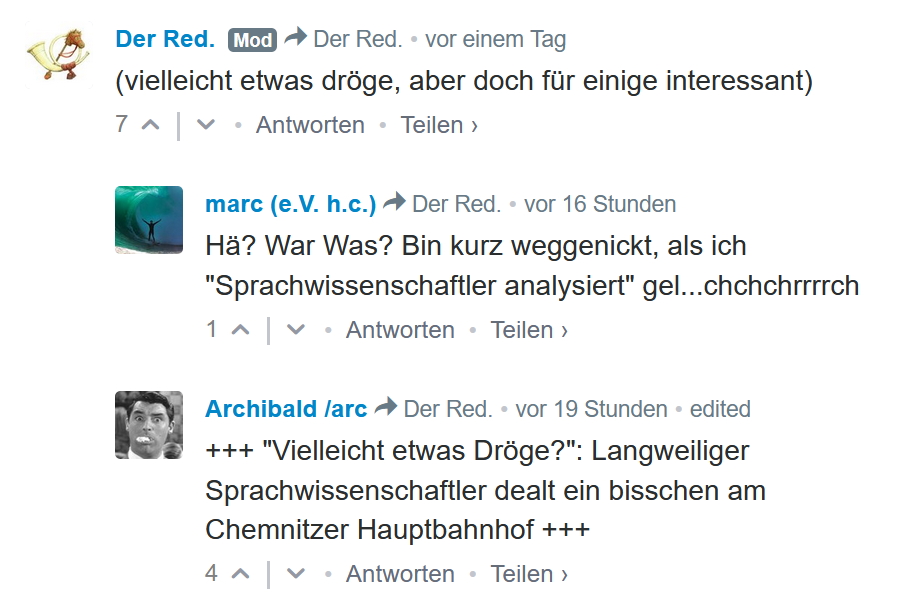 Der Red. Mod Der Red. • vor einem Tag
(vielleicht etwas dröge, aber doch für einige interessant)
7 • Antworten • Teilen ›
marc (e.V. h.c.) Der Red. • vor 16 Stunden
Hä? War Was? Bin kurz weggenickt, als ich
"Sprachwissenschaftler analysiert" gel...chchchrrrrch
1 • Antworten • Teilen ›
Archibald /arc Der Red. • vor 19 Stunden • edited
+++ "Vielleicht etwas Dröge?": Langweiliger
Sprachwissenschaftler dealt ein bisschen am
Chemnitzer Hauptbahnhof +++
4 • Antworten • Teilen ›